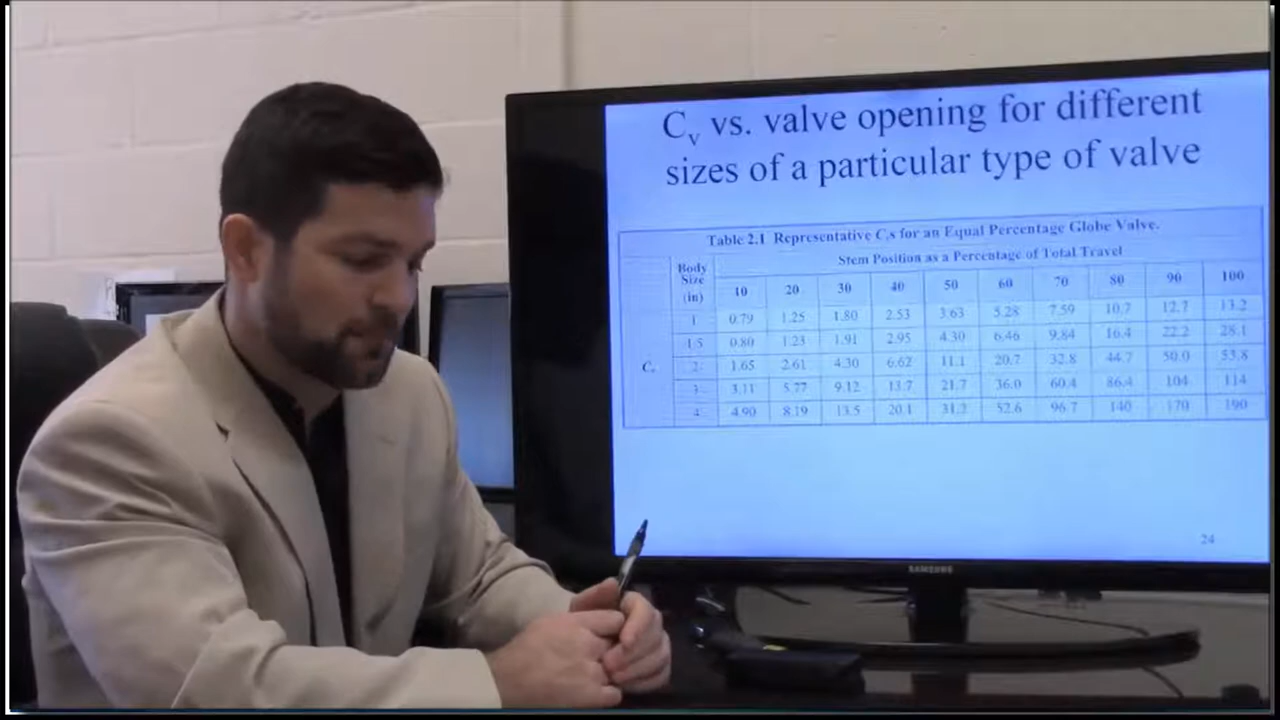 Cv vs. valve opening for different
sizes of a particular type of valve
Table 2.1 Representative Cvs for an Equal Percentage Globe Valve.
Stem Position as a Percentage of Total Travel
Body Size (in) 10 20 30 40 50 60 70 80 90 100
1 0.79 1.25 1.80 2.53 3.63 5.28 7.59 10.7 12.7 13.2
1.5 0.80 1.23 1.91 2.95 4.30 6.46 9.84 16.4 22.2 28.1
Cv 2 1.65 2.61 4.30 6.62 11.1 20.7 32.8 44.7 50.0 53.8
3 3.11 5.77 9.12 13.7 21.7 36.0 60.4 86.4 104 114
4 4.90 8.19 13.5 20.1 31.2 52.6 96.7 140 170 190
24
SAMSUNG